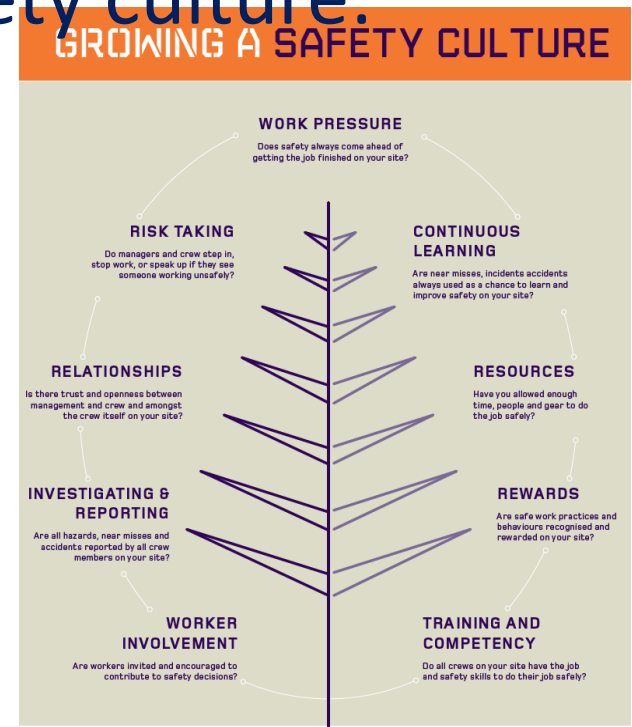 ety culture.
GROWING A SAFETY CULTURE
WORK PRESSURE
Does safety always come ahead of
getting the job finished on your site?
RISK TAKING
Do managers and crew step in,
stop work, or speak up if they see
someone working unsafely?
CONTINUOUS
LEARNING
Are near misses, incidents accidents
always used as a chance to learn and
improve safety on your site?
RELATIONSHIPS
Is there trust and openness between
management and crew and amongst
the crew itself on your site?
RESOURCES
Have you allowed enough
time, people and gear to do
the job safely?
INVESTIGATING &
REPORTING
Are all hazards, near misses and
accidents reported by all crew
members on your site?
REWARDS
Are safe work practices and
behaviours recognised and
rewarded on your site?
WORKER
INVOLVEMENT
Are workers invited and encouraged to
contribute to safety decisions?
TRAINING AND
COMPETENCY
Do all crews on your site have the job
and safety skills to do their job safely?